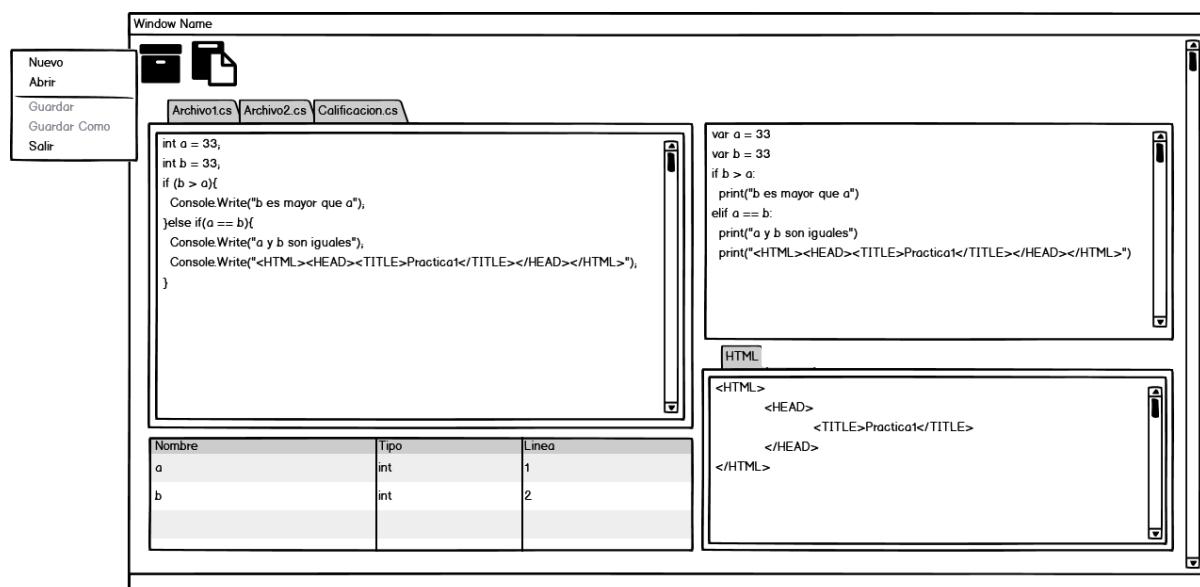 Window Name
Nuevo
Abrir
Guardar
Guardar Como
Salir
Archivo1.cs Archivo2.cs Calificacion.cs
int a = 33;
int b = 33;
if (b > a){
Console.Write("b es mayor que a");
}else if(a == b){
Console.Write("a y b son iguales");
Console.Write("<HTML><HEAD><TITLE>Practica1</TITLE></HEAD></HTML>");
}
var a = 33
var b = 33
if b > a:
print("b es mayor que a")
elif a == b:
print("a y b son iguales")
print("<HTML><HEAD><TITLE>Practica1</TITLE></HEAD></HTML>")
HTML
<HTML>
<HEAD>
<TITLE>Practica1</TITLE>
</HEAD>
</HTML>
Nombre Tipo Linea
a int 1
b int 2